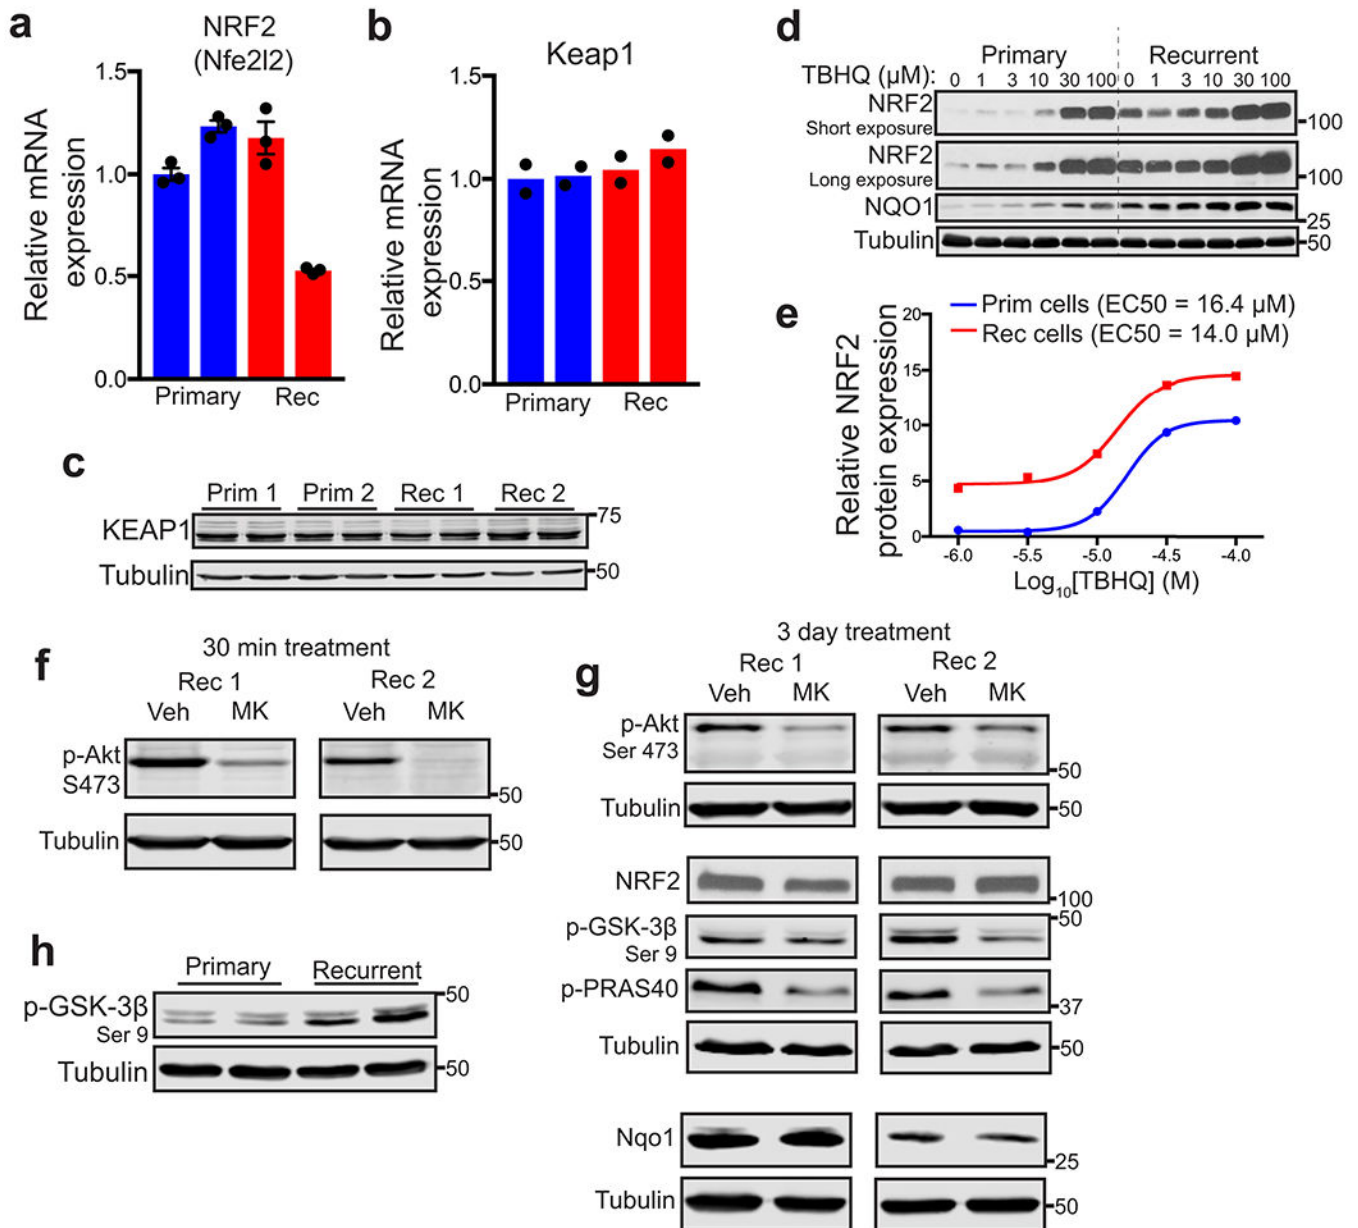 a
NRF2
(Nfe2l2)
Relative mRNA
expression
1.5
1.0
0.5
0.0
Primary Rec
b
Keap1
Relative mRNA
expression
1.5
1.0
0.5
0.0
Primary Rec
c
Prim 1 Prim 2 Rec 1 Rec 2
KEAP1
75
Tubulin
50
d
Primary Recurrent
TBHQ (µM): 0 1 3 10 30 100 0 1 3 10 30 100
NRF2
Short exposure
100
NRF2
Long exposure
100
NQO1
25
Tubulin
50
e
Prim cells (EC50 = 16.4 µM)
Rec cells (EC50 = 14.0 µM)
Relative NRF2
protein expression
20
15
10
5
0
-6.0 -5.5 -5.0 -4.5 -4.0
Log10[TBHQ] (M)
f
30 min treatment
Rec 1 Rec 2
Veh MK Veh MK
p-Akt
S473
50
Tubulin
50
g
3 day treatment
Rec 1 Rec 2
Veh MK Veh MK
p-Akt
Ser 473
50
Tubulin
50
NRF2
100
p-GSK-3β
Ser 9
50
p-PRAS40
37
Tubulin
50
Nqo1
25
Tubulin
50
h
Primary Recurrent
p-GSK-3β
Ser 9
50
Tubulin
50